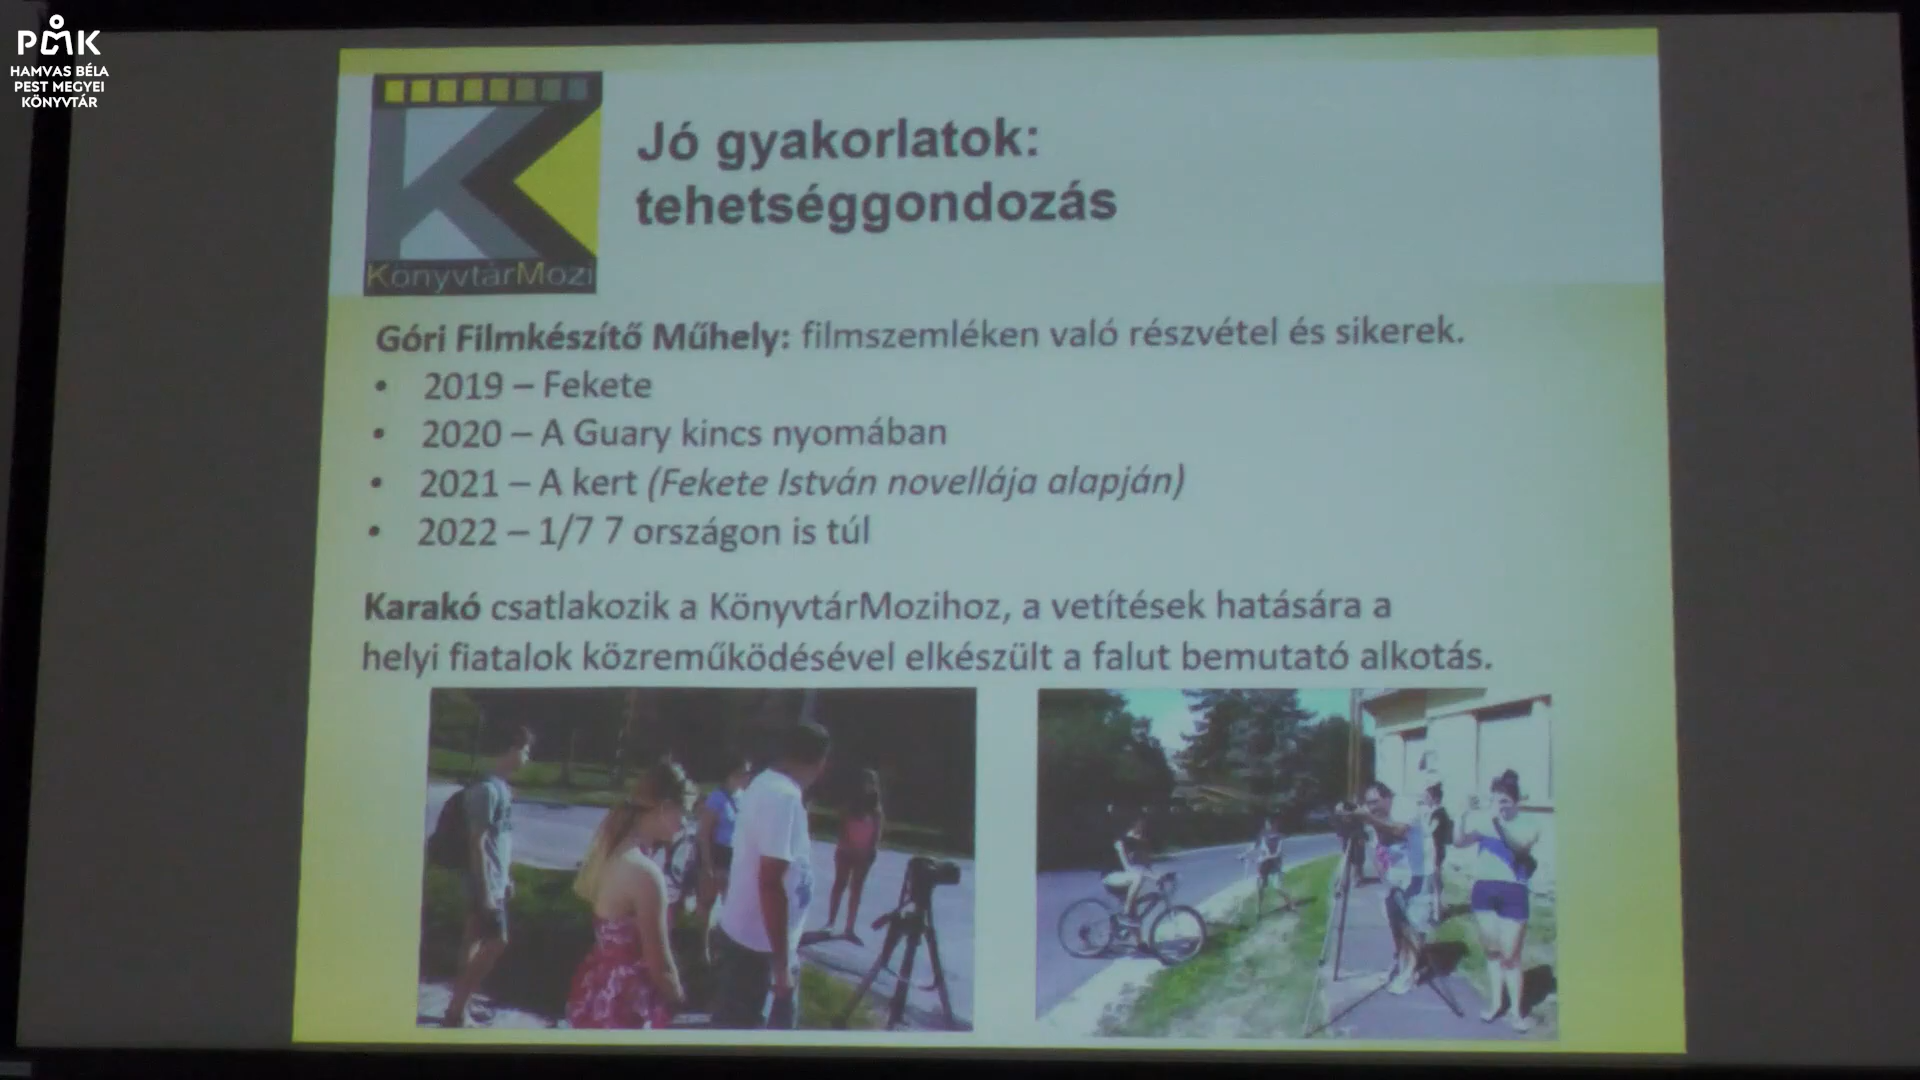 PMK
HAMVAS BÉLA
PEST MEGYEI
KÖNYVTÁR
KönyvtárMozi
Jó gyakorlatok:
tehetséggondozás
Góri Filmkészítő Műhely: filmszemléken való részvétel és sikerek.
• 2019 – Fekete
• 2020 – A Guary kincs nyomában
• 2021 – A kert (Fekete István novellája alapján)
• 2022 – 1/7 7 országon is túl
Karakó csatlakozik a KönyvtárMozihoz, a vetítések hatására a
helyi fiatalok közreműködésével elkészült a falut bemutató alkotás.